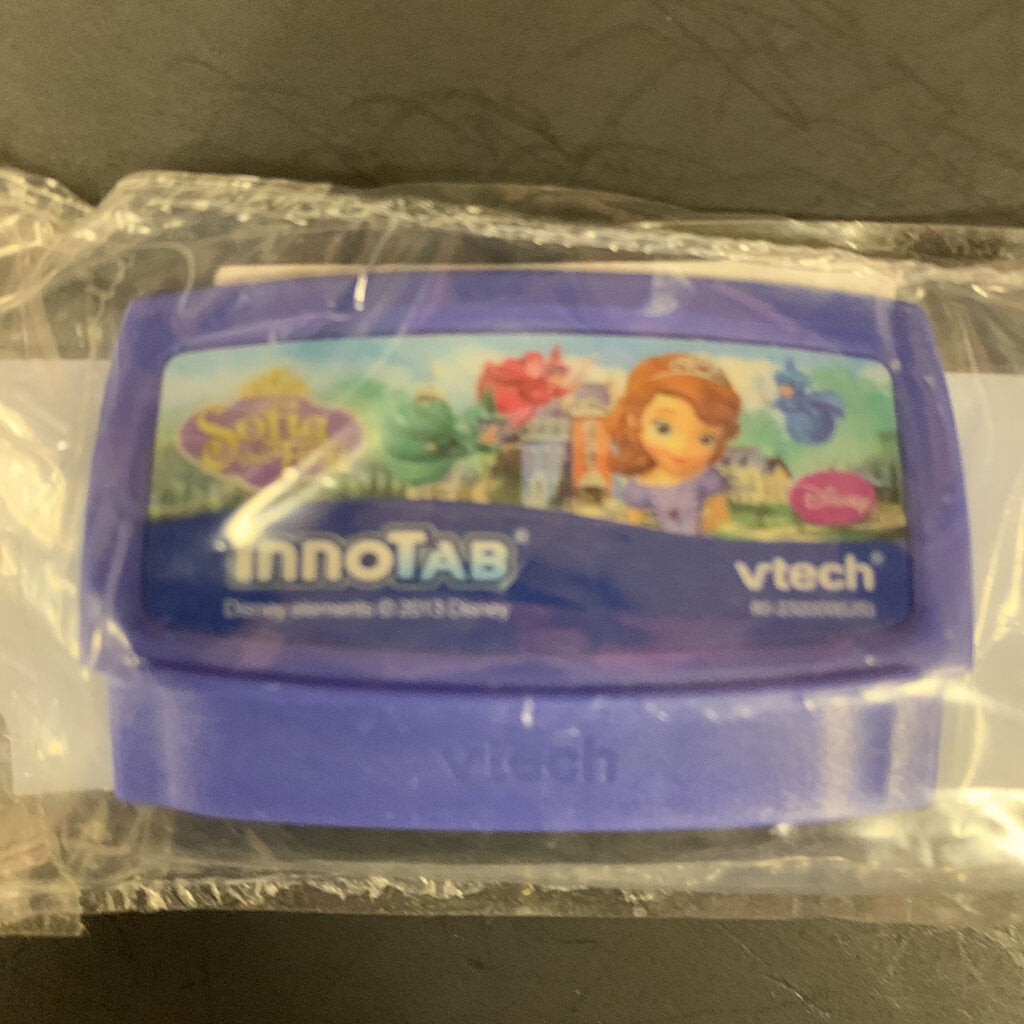 Sofia
Disney
InnoTAB®
vtech®
Disney elements © 2013 Disney
vtech